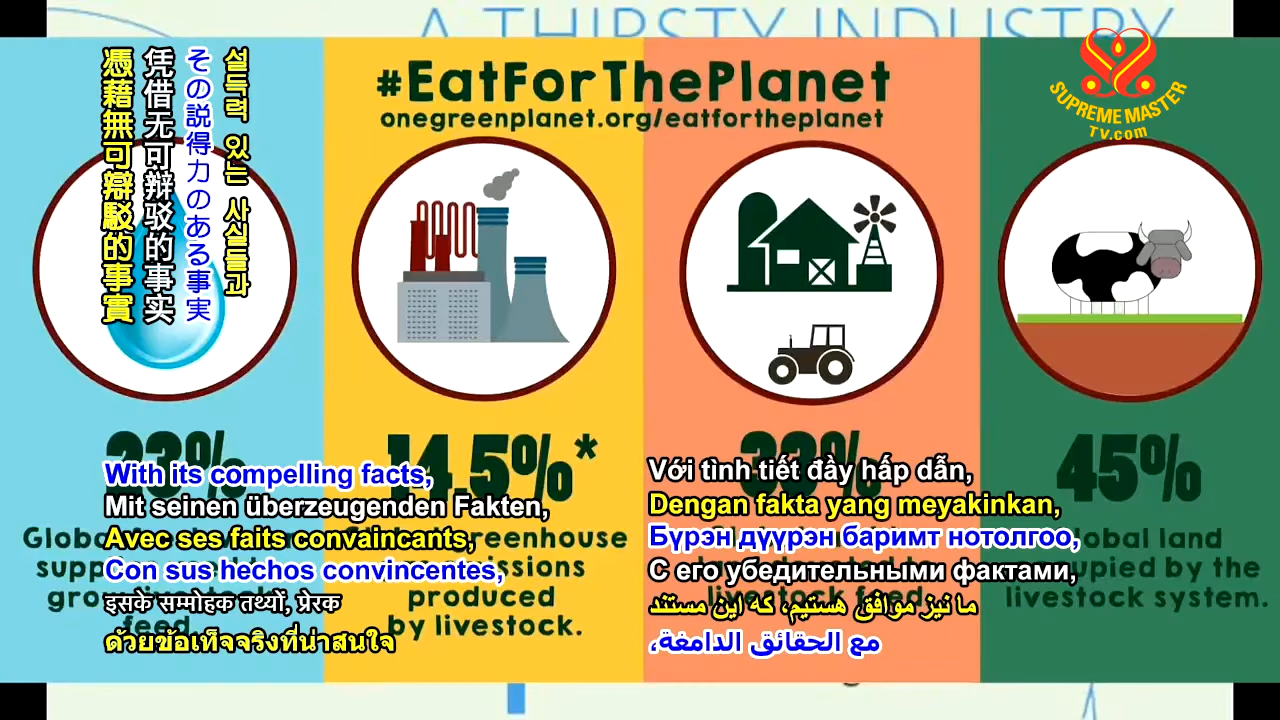 A THIRSTY INDUSTRY
#EatForThePlanet
onegreenplanet.org/eatfortheplanet
SUPREME MASTER
TV.com
설득력 있는 사실들과
その説得力のある事実
凭借无可辩驳的事实
憑藉無可辯駁的事實
23%
14.5%*
33%
45%
greenhouse
produced
by livestock.
feed.
livestock feed.
land
by the
livestock system.
With its compelling facts,
Mit seinen überzeugenden Fakten,
Avec ses faits convaincants,
Con sus hechos convincentes,
इसके सम्मोहक तथ्यों, प्रेरक
ด้วยข้อเท็จจริงที่น่าสนใจ
Với tình tiết đầy hấp dẫn,
Dengan fakta yang meyakinkan,
Бүрэн дүүрэн баримт нотолгоо,
С его убедительными фактами,
ما نیز موافق هستیم، که این مستند
مع الحقائق الدامغة،